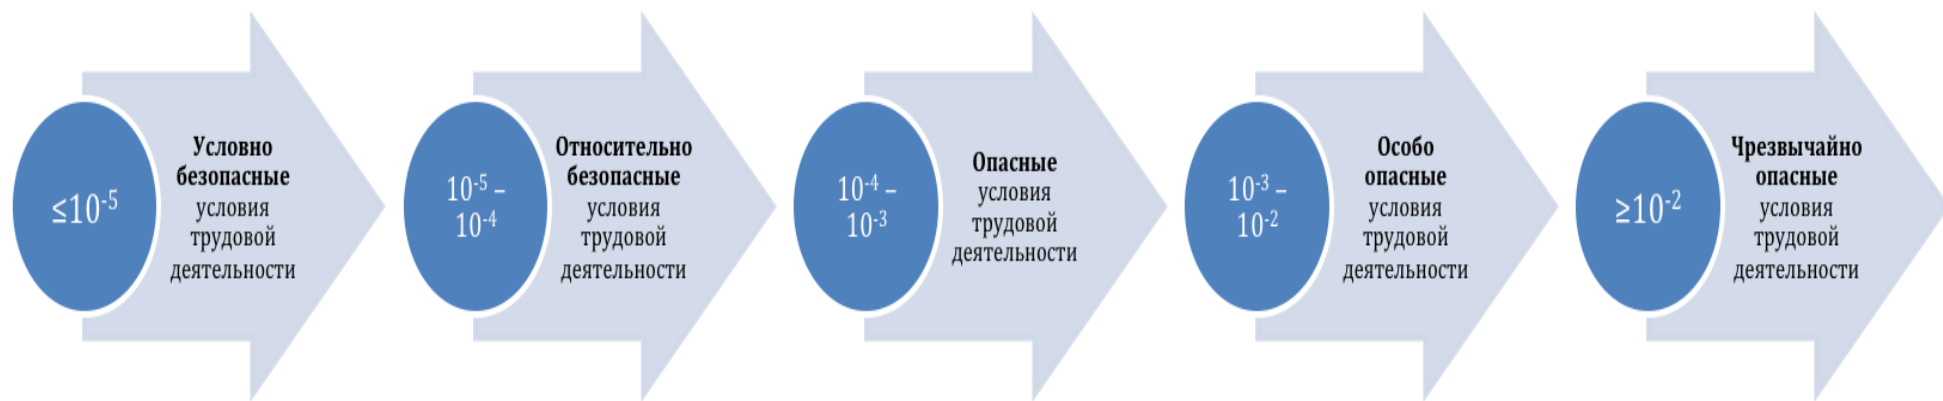 ≤10⁻⁵
Условно
безопасные
условия
трудовой
деятельности
10⁻⁵ –
10⁻⁴
Относительно
безопасные
условия
трудовой
деятельности
10⁻⁴ –
10⁻³
Опасные
условия
трудовой
деятельности
10⁻³ –
10⁻²
Особо
опасные
условия
трудовой
деятельности
≥10⁻²
Чрезвычайно
опасные
условия
трудовой
деятельности